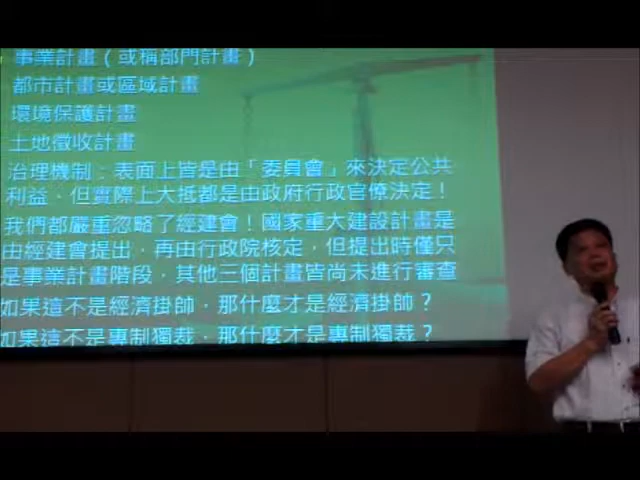 事業計畫（或稱部門計畫）
都市計畫或區域計畫
環境保護計畫
土地徵收計畫
治理機制：表面上皆是由「委員會」來決定公共
利益、但實際上大抵都是由政府行政官僚決定！
我們都嚴重忽略了經建會！國家重大建設計畫是
由經建會提出，再由行政院核定，但提出時僅只
是事業計畫階段，其他三個計畫皆尚未進行審查
如果這不是經濟掛帥，那什麼才是經濟掛帥？
如果這不是專制獨裁，那什麼才是專制獨裁？